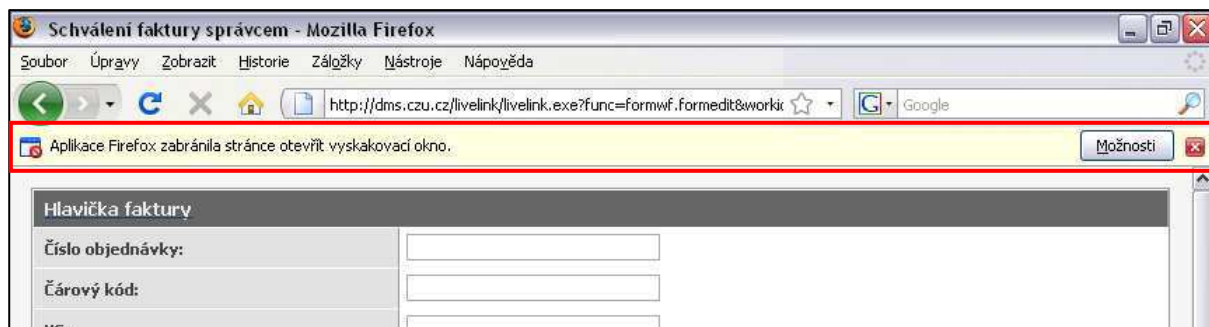 Schválení faktury správcem - Mozilla Firefox
Soubor Úpravy Zobrazit Historie Záložky Nástroje Nápověda
http://dms.czu.cz/livelink/livelink.exe?func=formwf.formedit&workic G Google
Aplikace Firefox zabránila stránce otevřít vyskakovací okno. Možnosti
Hlavička faktury
Číslo objednávky:
Čárový kód: